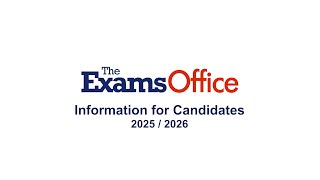 The
ExamsOffice
Information for Candidates
2025 / 2026